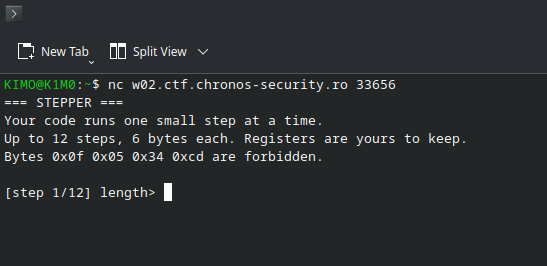 New Tab Split View
KIMO@K1M0:~$ nc w02.ctf.chronos-security.ro 33656
=== STEPPER ===
Your code runs one small step at a time.
Up to 12 steps, 6 bytes each. Registers are yours to keep.
Bytes 0x0f 0x05 0x34 0xcd are forbidden.
[step 1/12] length>